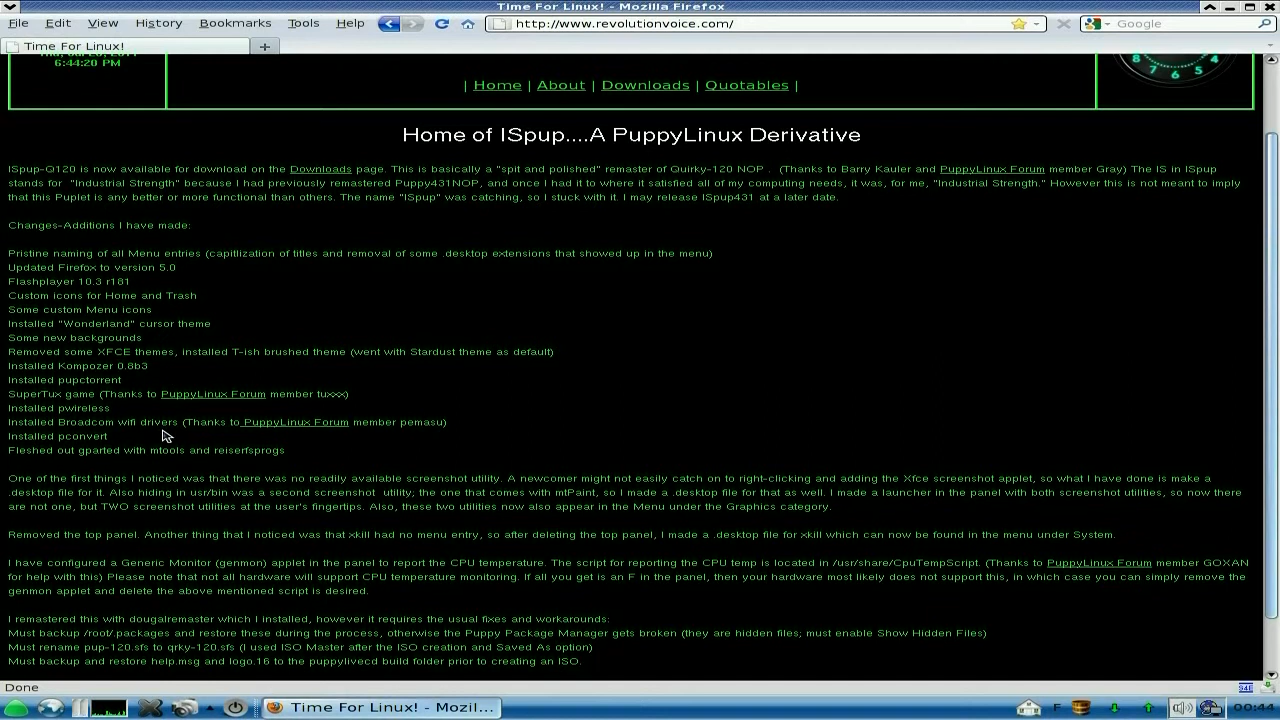 Time For Linux! - Mozilla Firefox
File Edit View History Bookmarks Tools Help http://www.revolutionvoice.com/ Google
Time For Linux!
6:44:20 PM
8 7 6 5 4
| Home | About | Downloads | Quotables |
Home of ISpup....A PuppyLinux Derivative
ISpup-Q120 is now available for download on the Downloads page. This is basically a "spit and polished" remaster of Quirky-120 NOP . (Thanks to Barry Kauler and PuppyLinux Forum member Gray) The IS in ISpup
stands for "Industrial Strength" because I had previously remastered Puppy431NOP, and once I had it to where it satisfied all of my computing needs, it was, for me, "Industrial Strength." However this is not meant to imply
that this Puplet is any better or more functional than others. The name "ISpup" was catching, so I stuck with it. I may release ISpup431 at a later date.
Changes-Additions I have made:
Pristine naming of all Menu entries (capitlization of titles and removal of some .desktop extensions that showed up in the menu)
Updated Firefox to version 5.0
Flashplayer 10.3 r181
Custom icons for Home and Trash
Some custom Menu icons
Installed "Wonderland" cursor theme
Some new backgrounds
Removed some XFCE themes, installed T-ish brushed theme (went with Stardust theme as default)
Installed Kompozer 0.8b3
Installed pupctorrent
SuperTux game (Thanks to PuppyLinux Forum member tuxxx)
Installed pwireless
Installed Broadcom wifi drivers (Thanks to PuppyLinux Forum member pemasu)
Installed pconvert
Fleshed out gparted with mtools and reiserfsprogs
One of the first things I noticed was that there was no readily available screenshot utility. A newcomer might not easily catch on to right-clicking and adding the Xfce screenshot applet, so what I have done is make a
.desktop file for it. Also hiding in usr/bin was a second screenshot utility; the one that comes with mtPaint, so I made a .desktop file for that as well. I made a launcher in the panel with both screenshot utilities, so now there
are not one, but TWO screenshot utilities at the user's fingertips. Also, these two utilities now also appear in the Menu under the Graphics category.
Removed the top panel. Another thing that I noticed was that xkill had no menu entry, so after deleting the top panel, I made a .desktop file for xkill which can now be found in the menu under System.
I have configured a Generic Monitor (genmon) applet in the panel to report the CPU temperature. The script for reporting the CPU temp is located in /usr/share/CpuTempScript. (Thanks to PuppyLinux Forum member GOXAN
for help with this) Please note that not all hardware will support CPU temperature monitoring. If all you get is an F in the panel, then your hardware most likely does not support this, in which case you can simply remove the
genmon applet and delete the above mentioned script is desired.
I remastered this with dougalremaster which I installed, however it requires the usual fixes and workarounds:
Must backup /root/.packages and restore these during the process, otherwise the Puppy Package Manager gets broken (they are hidden files; must enable Show Hidden Files)
Must rename pup-120.sfs to qrky-120.sfs (I used ISO Master after the ISO creation and Saved As option)
Must backup and restore help.msg and logo.16 to the puppylivecd build folder prior to creating an ISO.
Done
Time For Linux! - Mozil... F 00:44